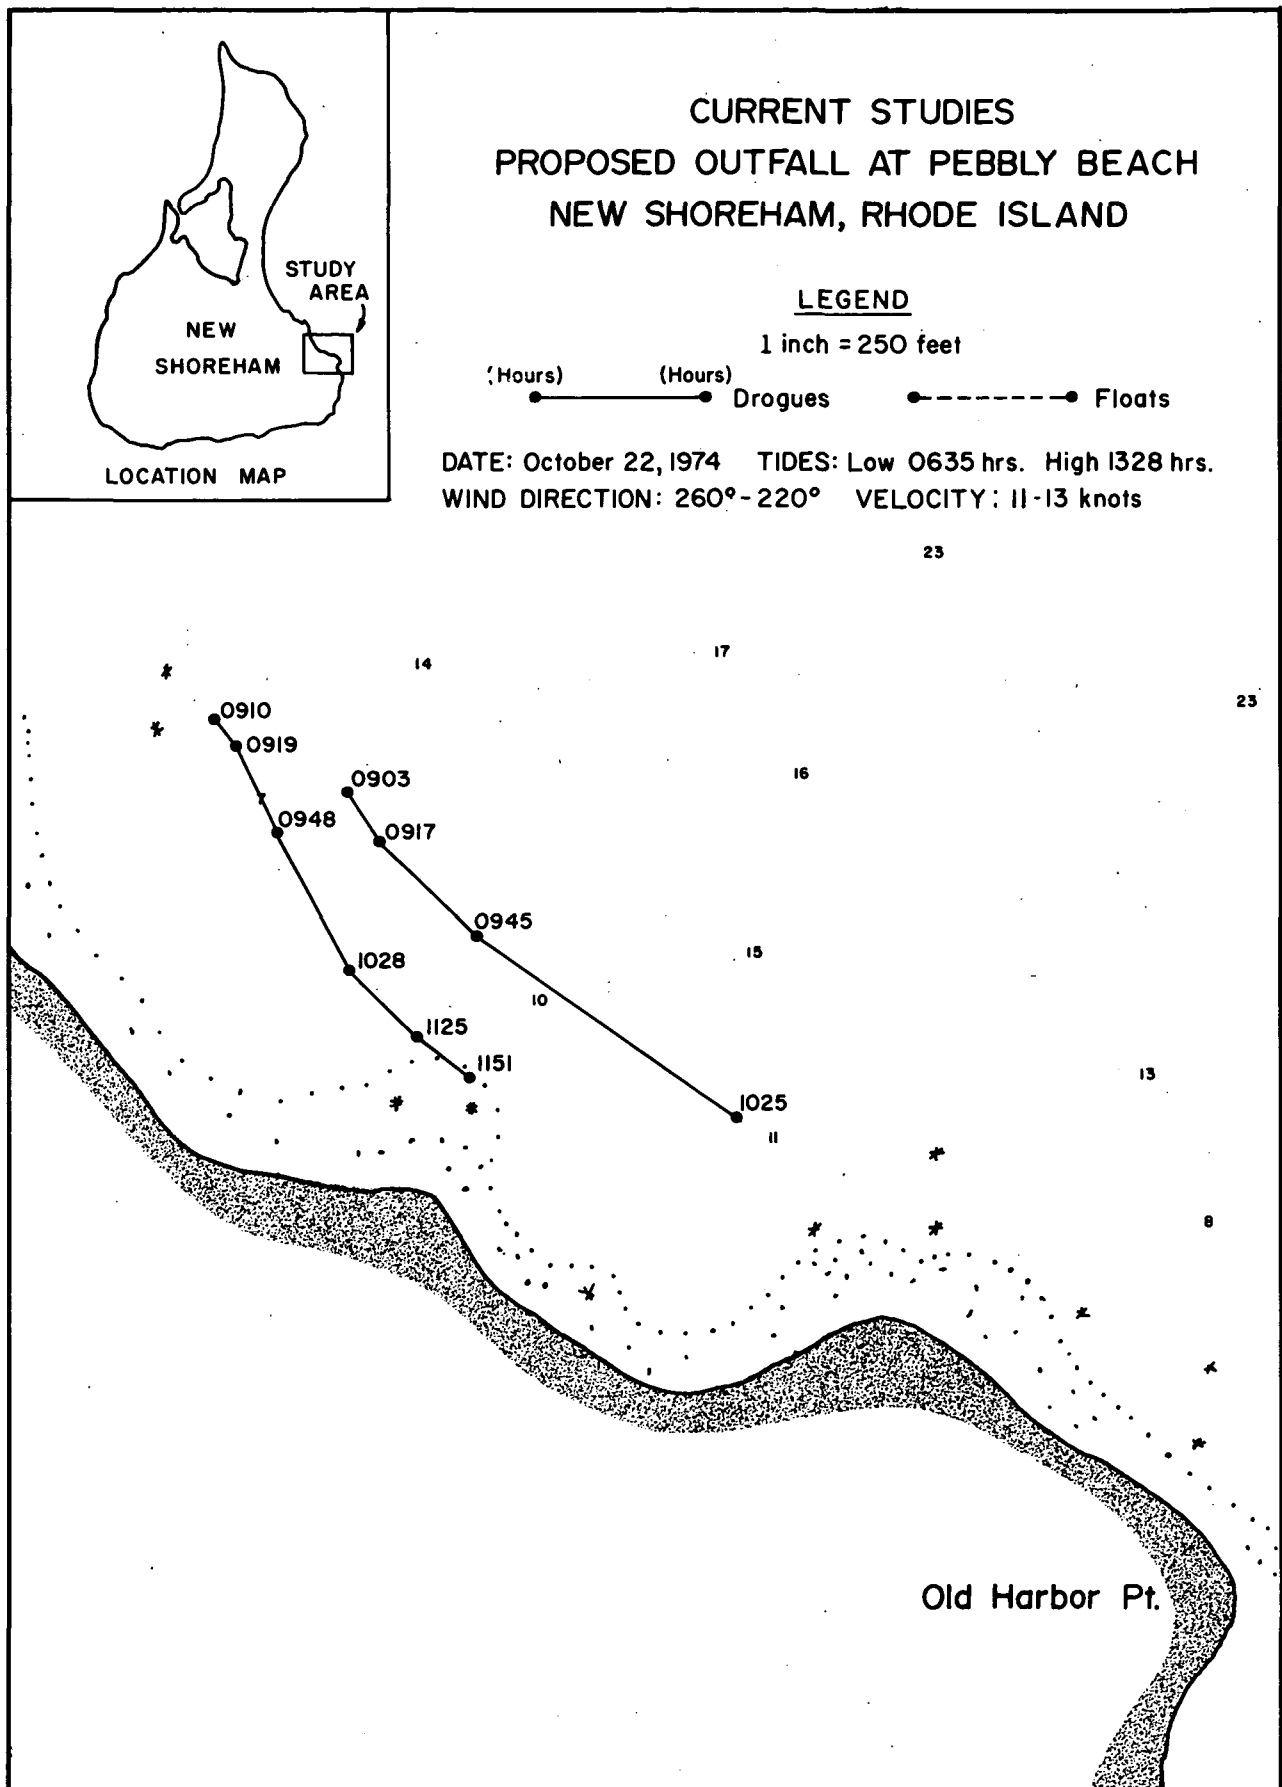 STUDY
AREA
NEW
SHOREHAM
LOCATION MAP
CURRENT STUDIES
PROPOSED OUTFALL AT PEBBLY BEACH
NEW SHOREHAM, RHODE ISLAND
LEGEND
1 inch = 250 feet
(Hours) (Hours)
Drogues Floats
DATE: October 22, 1974 TIDES: Low 0635 hrs. High 1328 hrs.
WIND DIRECTION: 260° - 220° VELOCITY: 11-13 knots
23
17
14
23
0910
0919
16
0903
7
0948
0917
0945
15
1028
10
1125
1151
13
1025
11
8
Old Harbor Pt.